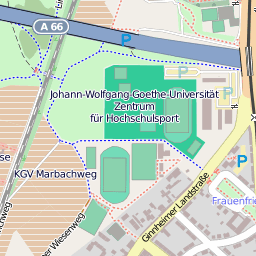 A 66
P
Johann-Wolfgang-Goethe-Universität
Zentrum
für Hochschulsport
P
KGV Marbachweg
P
Ginnheimer Landstraße
Frauenfrie